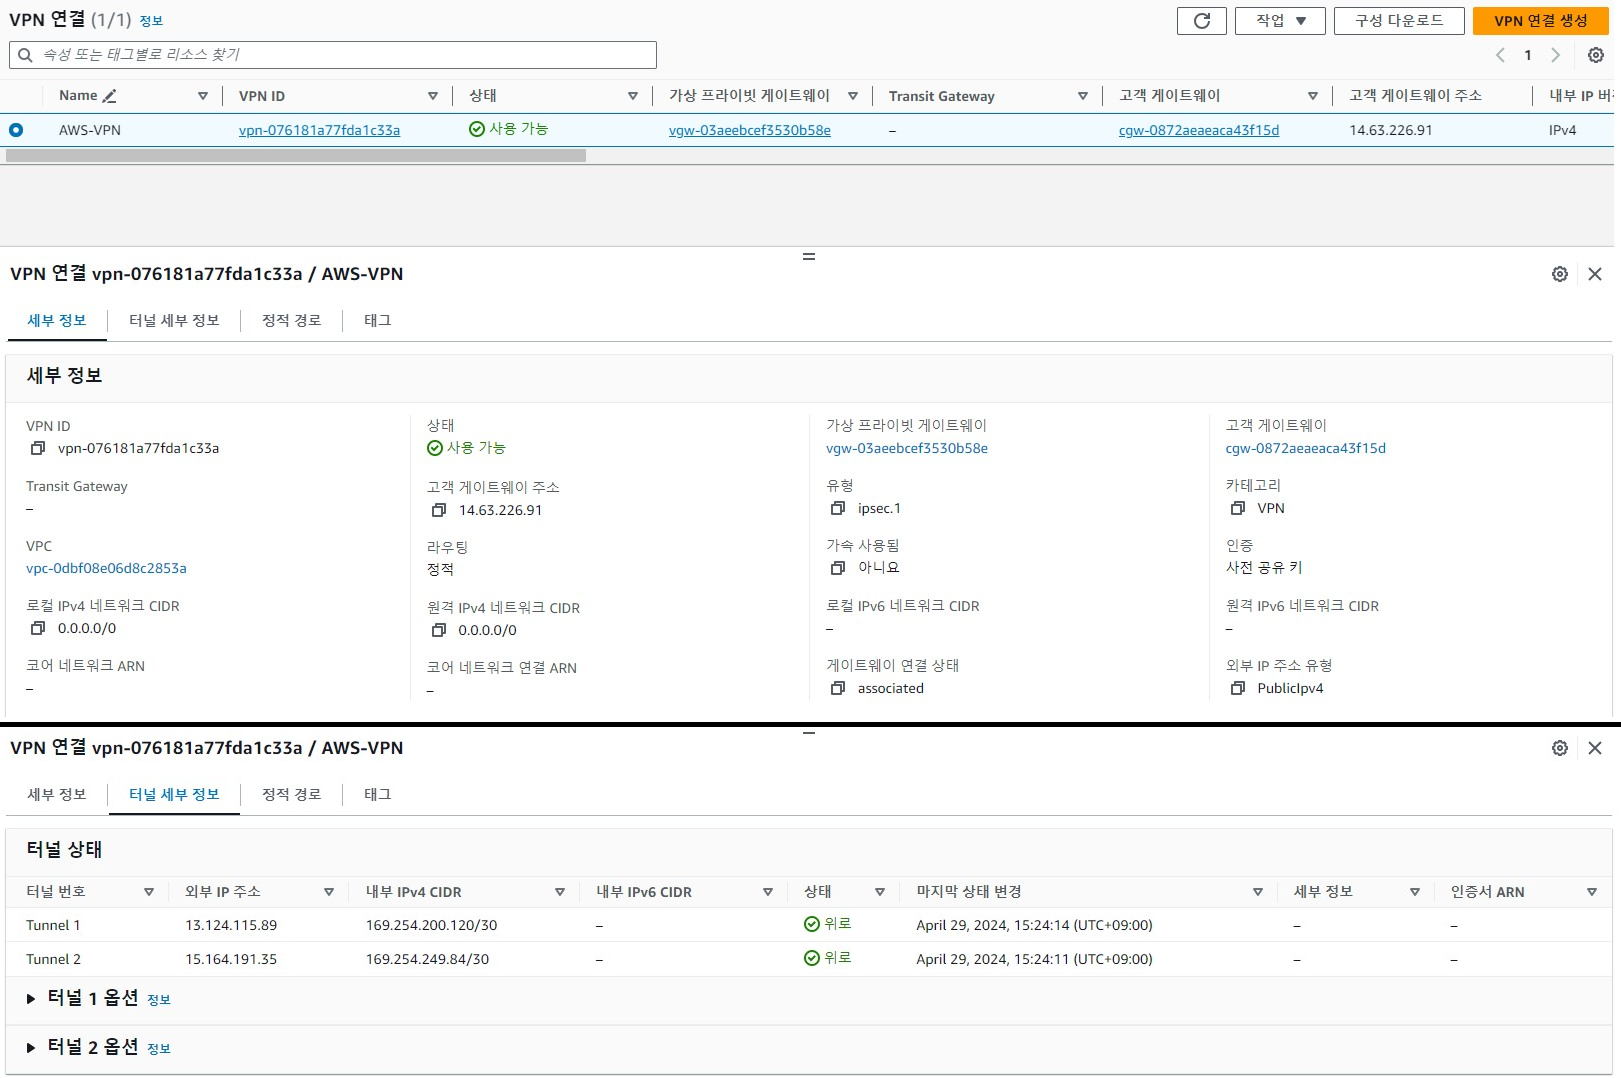 VPN 연결 (1/1) 정보
작업 ▼ 구성 다운로드 VPN 연결 생성
속성 또는 태그별로 리소스 찾기
1
Name VPN ID 상태 가상 프라이빗 게이트웨이 Transit Gateway 고객 게이트웨이 고객 게이트웨이 주소 내부 IP 버
AWS-VPN vpn-076181a77fda1c33a 사용 가능 vgw-03aeebcef3530b58e – cgw-0872aeaeaca43f15d 14.63.226.91 IPv4
VPN 연결 vpn-076181a77fda1c33a / AWS-VPN
세부 정보 터널 세부 정보 정적 경로 태그
세부 정보
VPN ID 상태 가상 프라이빗 게이트웨이 고객 게이트웨이
vpn-076181a77fda1c33a 사용 가능 vgw-03aeebcef3530b58e cgw-0872aeaeaca43f15d
Transit Gateway 고객 게이트웨이 주소 유형 카테고리
– 14.63.226.91 ipsec.1 VPN
VPC 라우팅 가속 사용됨 인증
vpc-0dbf08e06d8c2853a 정적 아니요 사전 공유 키
로컬 IPv4 네트워크 CIDR 원격 IPv4 네트워크 CIDR 로컬 IPv6 네트워크 CIDR 원격 IPv6 네트워크 CIDR
0.0.0.0/0 0.0.0.0/0 – –
코어 네트워크 ARN 코어 네트워크 연결 ARN 게이트웨이 연결 상태 외부 IP 주소 유형
– – associated PublicIpv4
VPN 연결 vpn-076181a77fda1c33a / AWS-VPN
세부 정보 터널 세부 정보 정적 경로 태그
터널 상태
터널 번호 외부 IP 주소 내부 IPv4 CIDR 내부 IPv6 CIDR 상태 마지막 상태 변경 세부 정보 인증서 ARN
Tunnel 1 13.124.115.89 169.254.200.120/30 – 위로 April 29, 2024, 15:24:14 (UTC+09:00) – –
Tunnel 2 15.164.191.35 169.254.249.84/30 – 위로 April 29, 2024, 15:24:11 (UTC+09:00) – –
터널 1 옵션 정보
터널 2 옵션 정보